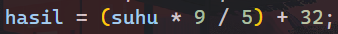 hasil = (suhu * 9 / 5) + 32;